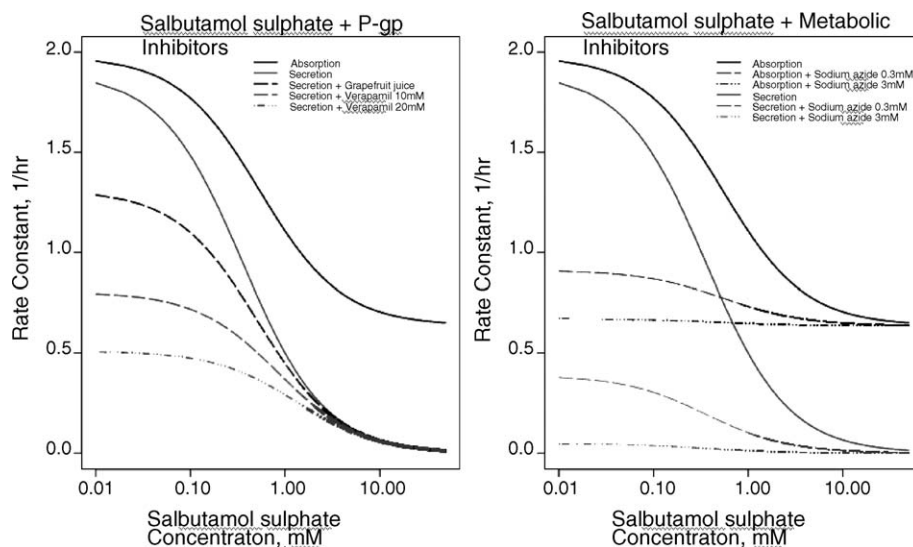 Salbutamol sulphate + P-gp
Inhibitors
Absorption
Secretion
Secretion + Grapefruit juice
Secretion + Verapamil 10mM
Secretion + Verapamil 20mM
Rate Constant, 1/hr
2.0
1.5
1.0
0.5
0.0
0.01
0.10
1.00
10.00
Salbutamol sulphate
Concentraton, mM
Salbutamol sulphate + Metabolic
Inhibitors
Absorption
Absorption + Sodium azide 0.3mM
Absorption + Sodium azide 3mM
Secretion
Secretion + Sodium azide 0.3mM
Secretion + Sodium azide 3mM
Rate Constant, 1/hr
2.0
1.5
1.0
0.5
0.0
0.01
0.10
1.00
10.00
Salbutamol sulphate
Concentraton, mM